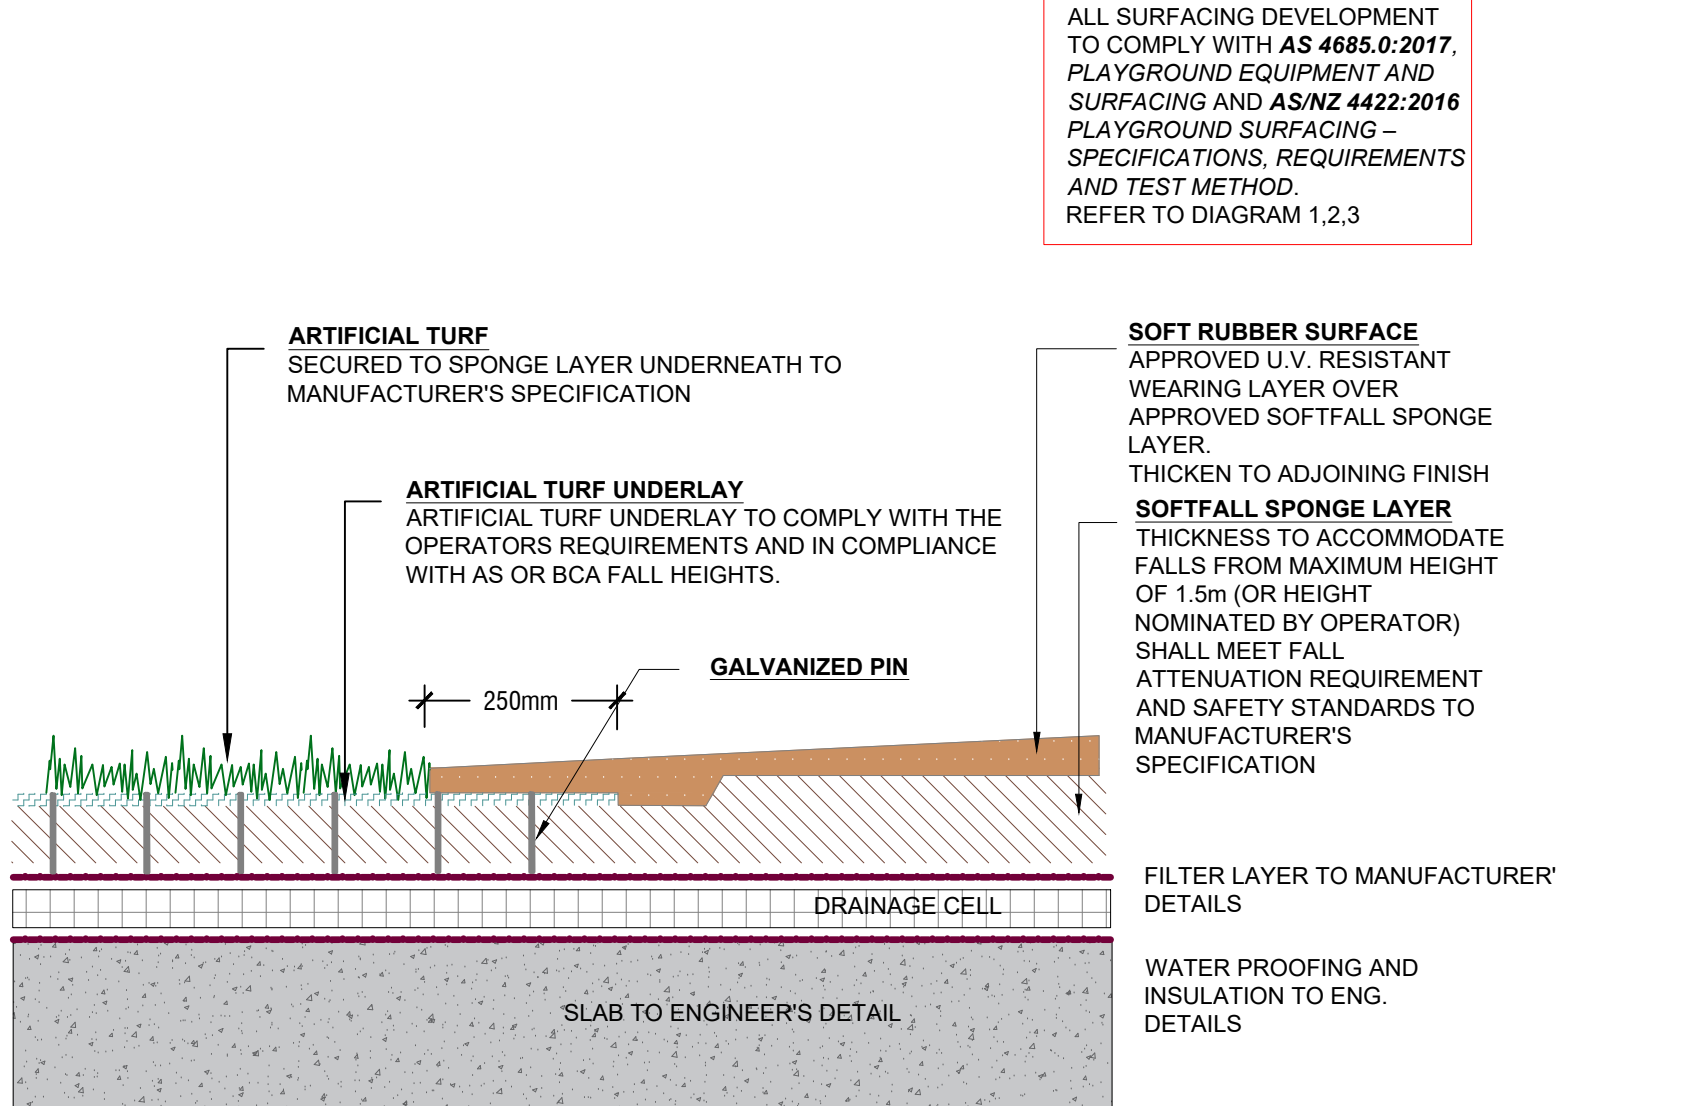 ALL SURFACING DEVELOPMENT
TO COMPLY WITH AS 4685.0:2017,
PLAYGROUND EQUIPMENT AND
SURFACING AND AS/NZ 4422:2016
PLAYGROUND SURFACING –
SPECIFICATIONS, REQUIREMENTS
AND TEST METHOD.
REFER TO DIAGRAM 1,2,3
ARTIFICIAL TURF
SECURED TO SPONGE LAYER UNDERNEATH TO
MANUFACTURER'S SPECIFICATION
SOFT RUBBER SURFACE
APPROVED U.V. RESISTANT
WEARING LAYER OVER
APPROVED SOFTFALL SPONGE
LAYER.
THICKEN TO ADJOINING FINISH
ARTIFICIAL TURF UNDERLAY
ARTIFICIAL TURF UNDERLAY TO COMPLY WITH THE
OPERATORS REQUIREMENTS AND IN COMPLIANCE
WITH AS OR BCA FALL HEIGHTS.
SOFTFALL SPONGE LAYER
THICKNESS TO ACCOMMODATE
FALLS FROM MAXIMUM HEIGHT
OF 1.5m (OR HEIGHT
NOMINATED BY OPERATOR)
SHALL MEET FALL
ATTENUATION REQUIREMENT
AND SAFETY STANDARDS TO
MANUFACTURER'S
SPECIFICATION
GALVANIZED PIN
250mm
FILTER LAYER TO MANUFACTURER'
DETAILS
DRAINAGE CELL
WATER PROOFING AND
INSULATION TO ENG.
DETAILS
SLAB TO ENGINEER'S DETAIL